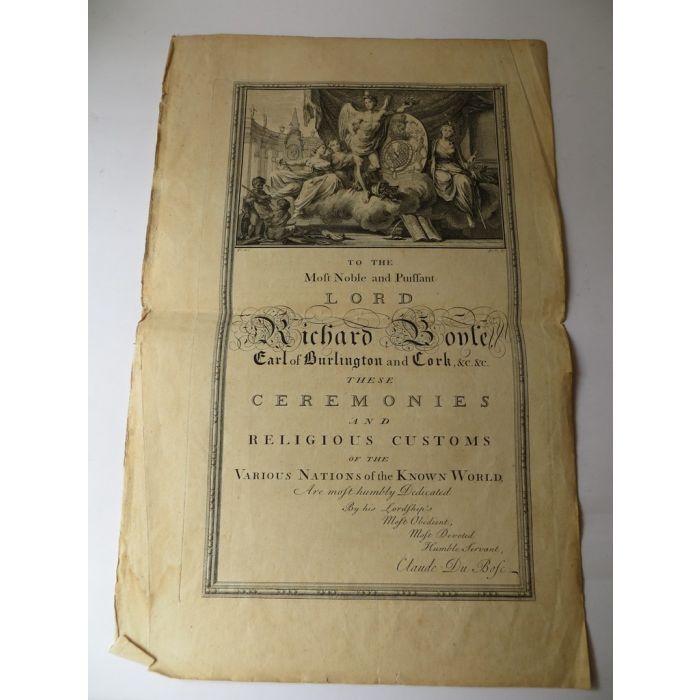 TO THE
Moſt Noble and Puiſſant
LORD
Richard Boyle
Earl of Burlington and Cork, &c. &c.
THESE
CEREMONIES
AND
RELIGIOUS CUSTOMS
OF THE
VARIOUS NATIONS of the KNOWN WORLD,
Are moſt humbly Dedicated
By his Lordſhip's
Moſt Obedient,
Moſt Devoted
Humble Servant,
Claude Du Boſc